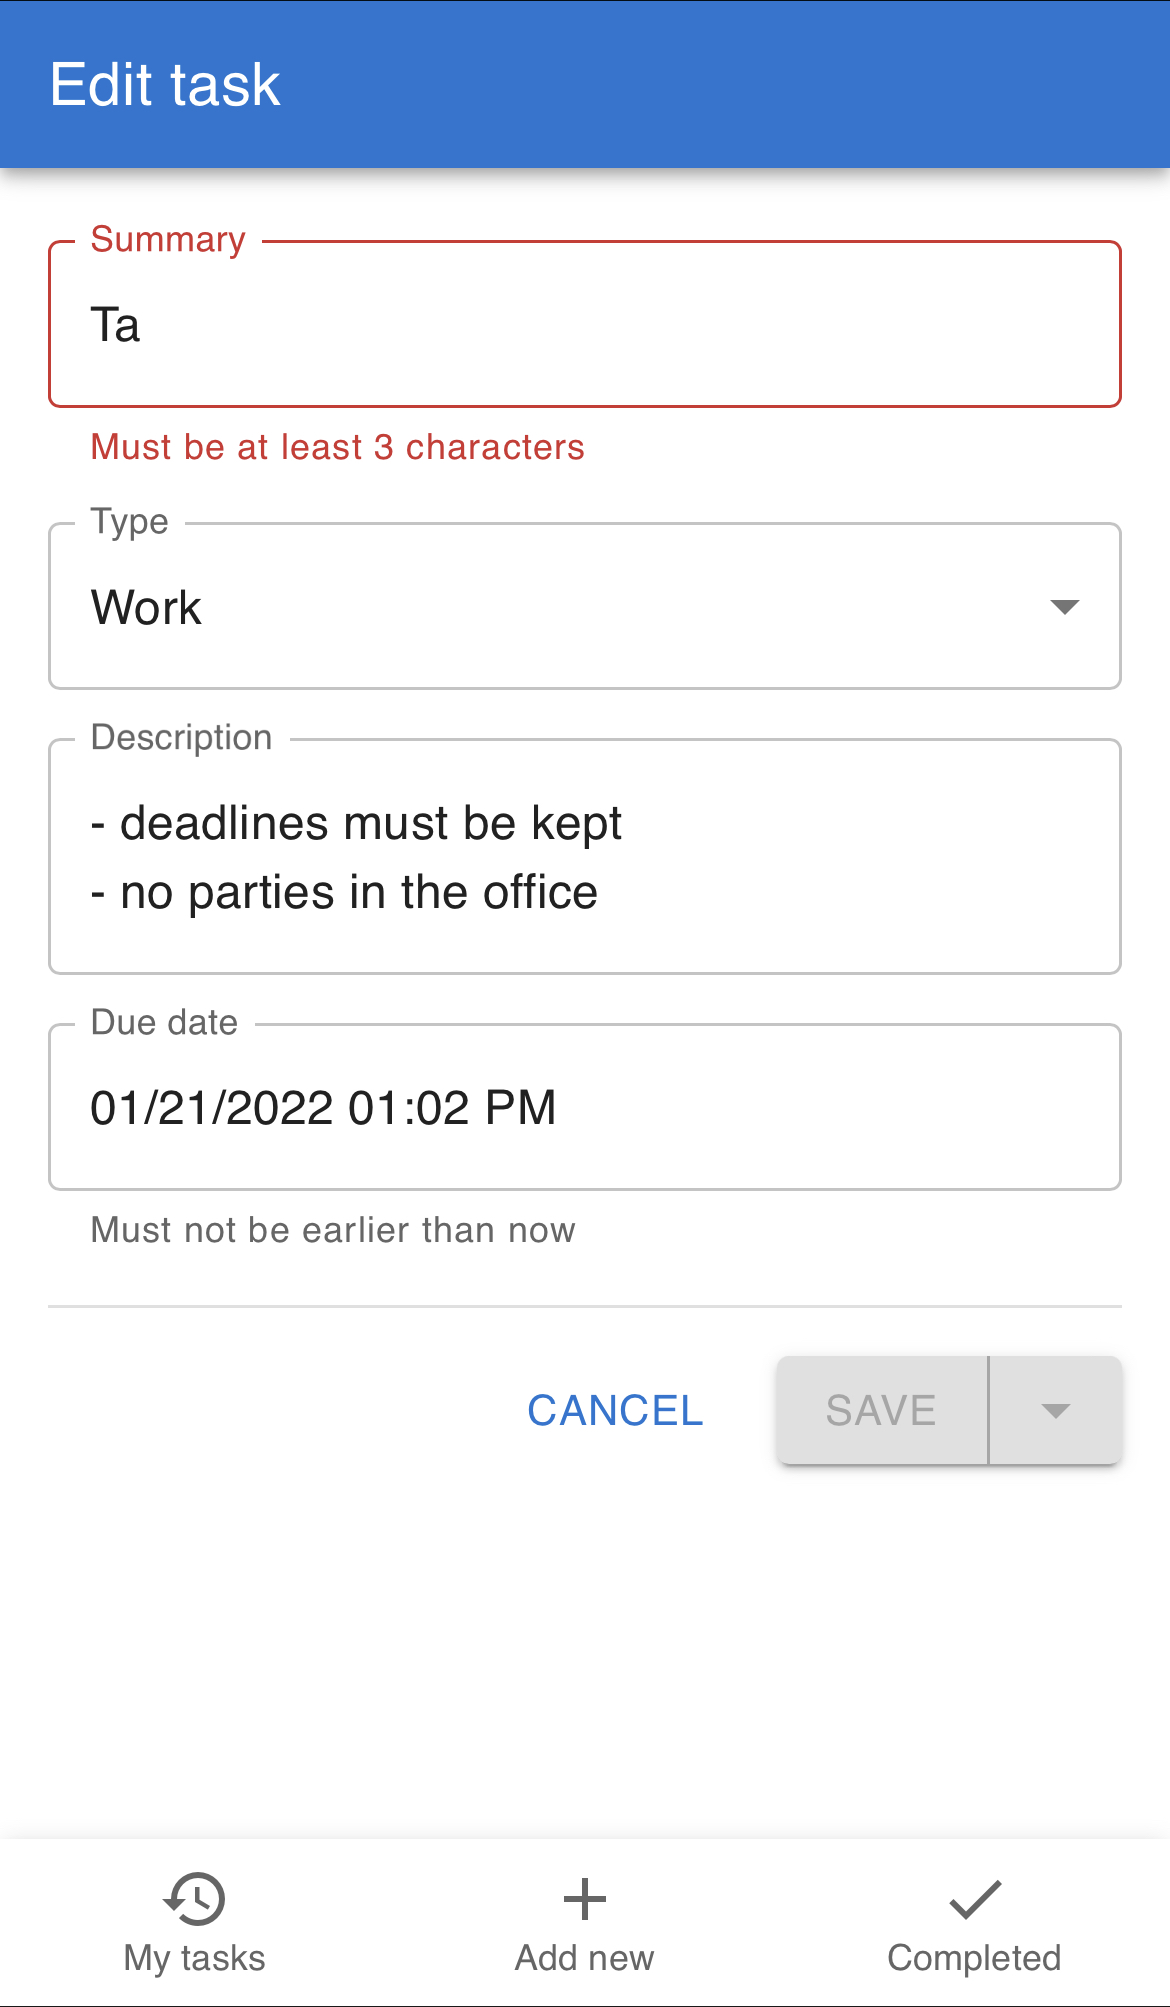 Edit task
Summary
Ta
Must be at least 3 characters
Type
Work
Description
- deadlines must be kept
- no parties in the office
Due date
01/21/2022 01:02 PM
Must not be earlier than now
CANCEL
SAVE
My tasks
Add new
Completed